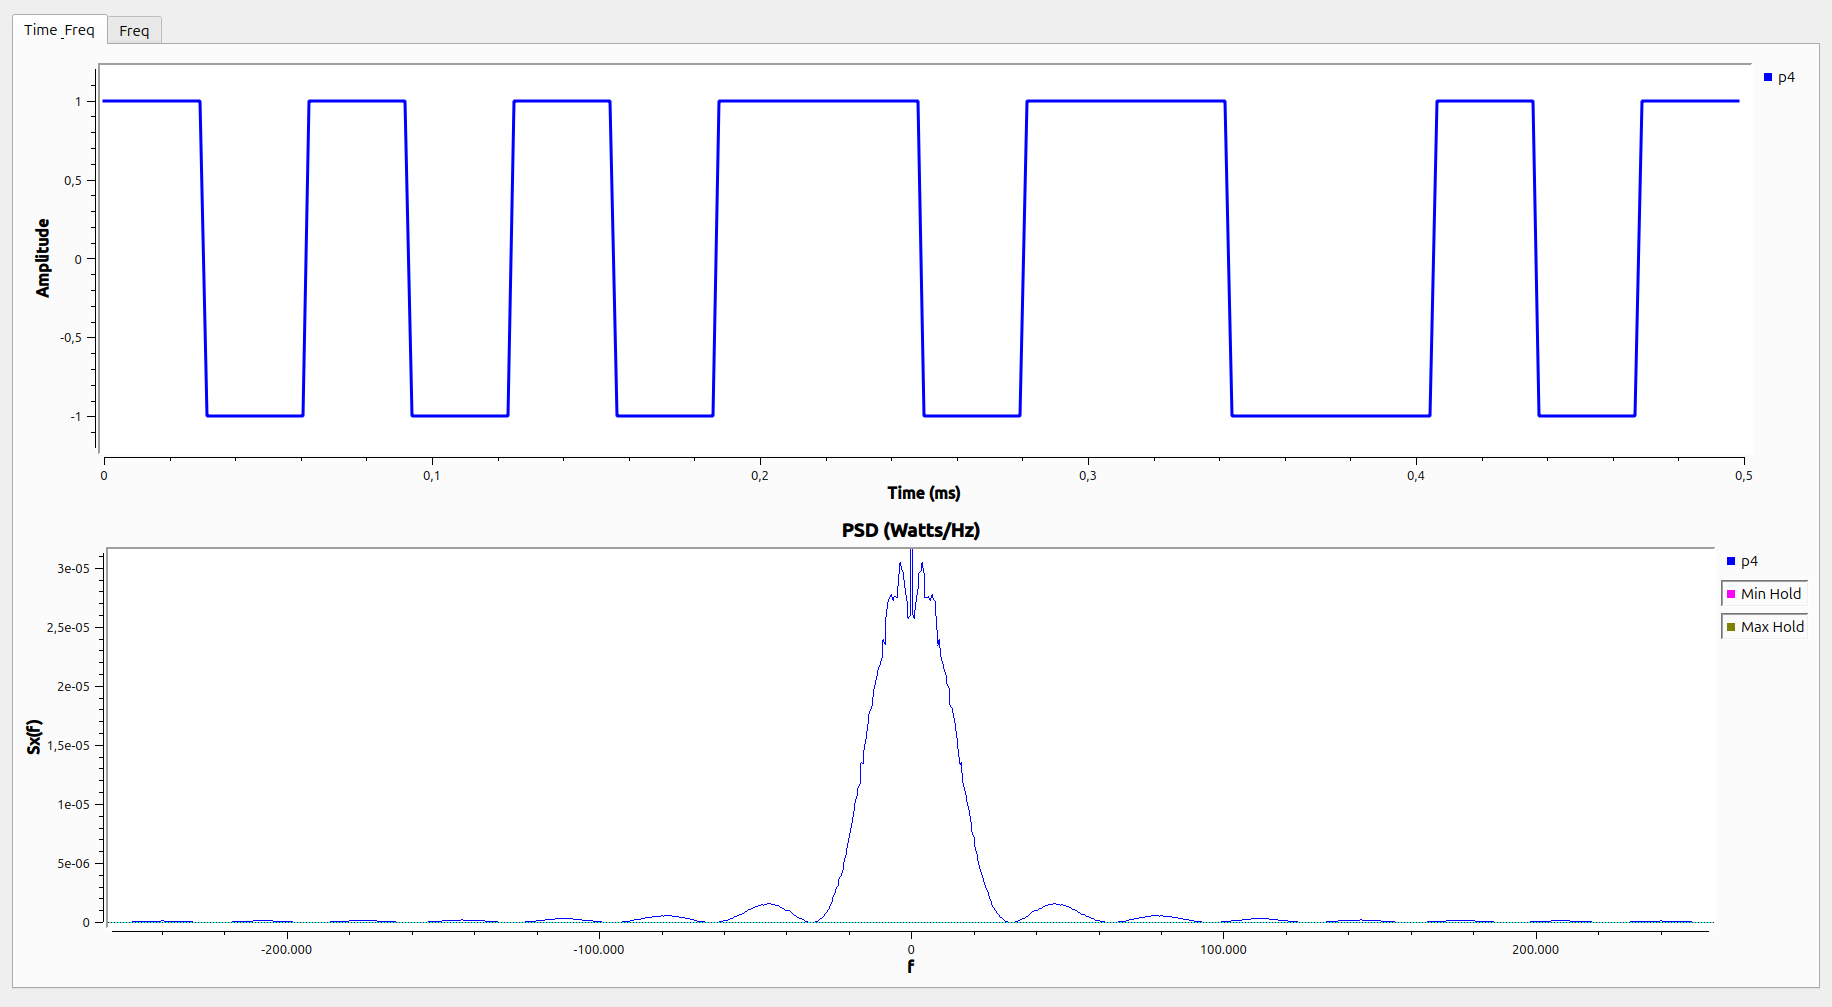 Time_Freq
Freq
p4
1
0,5
0
-0,5
-1
Amplitude
0
0,1
0,2
0,3
0,4
0,5
Time (ms)
PSD (Watts/Hz)
p4
Min Hold
Max Hold
3e-05
2,5e-05
2e-05
1,5e-05
1e-05
5e-06
0
Sx(f)
-200.000
-100.000
0
100.000
200.000
f